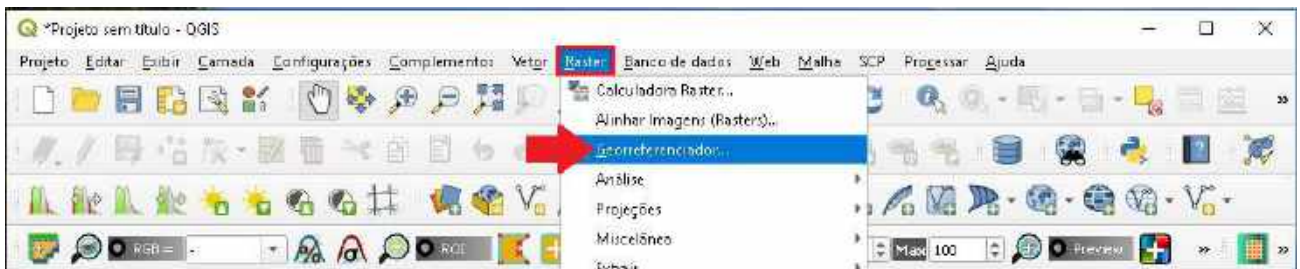 *Projeto sem título - QGIS
Projeto Editar Exibir Camada Configurações Complementos Vetor Raster Banco de dados Web Malha SCP Processar Ajuda
Calculadora Raster...
Alinhar Imagens (Rasters)...
Georreferenciador...
Análise
Projeções
Miscelânea
RGB = - ROI Max 100 Preview
Extrair